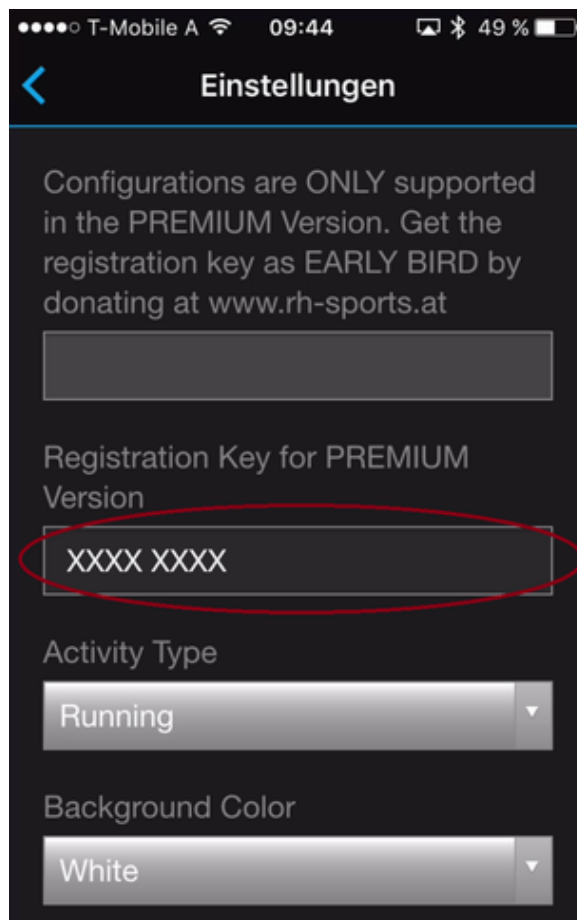 T-Mobile A 09:44 49 %
Einstellungen
Configurations are ONLY supported
in the PREMIUM Version. Get the
registration key as EARLY BIRD by
donating at www.rh-sports.at
Registration Key for PREMIUM
Version
XXXX XXXX
Activity Type
Running
Background Color
White